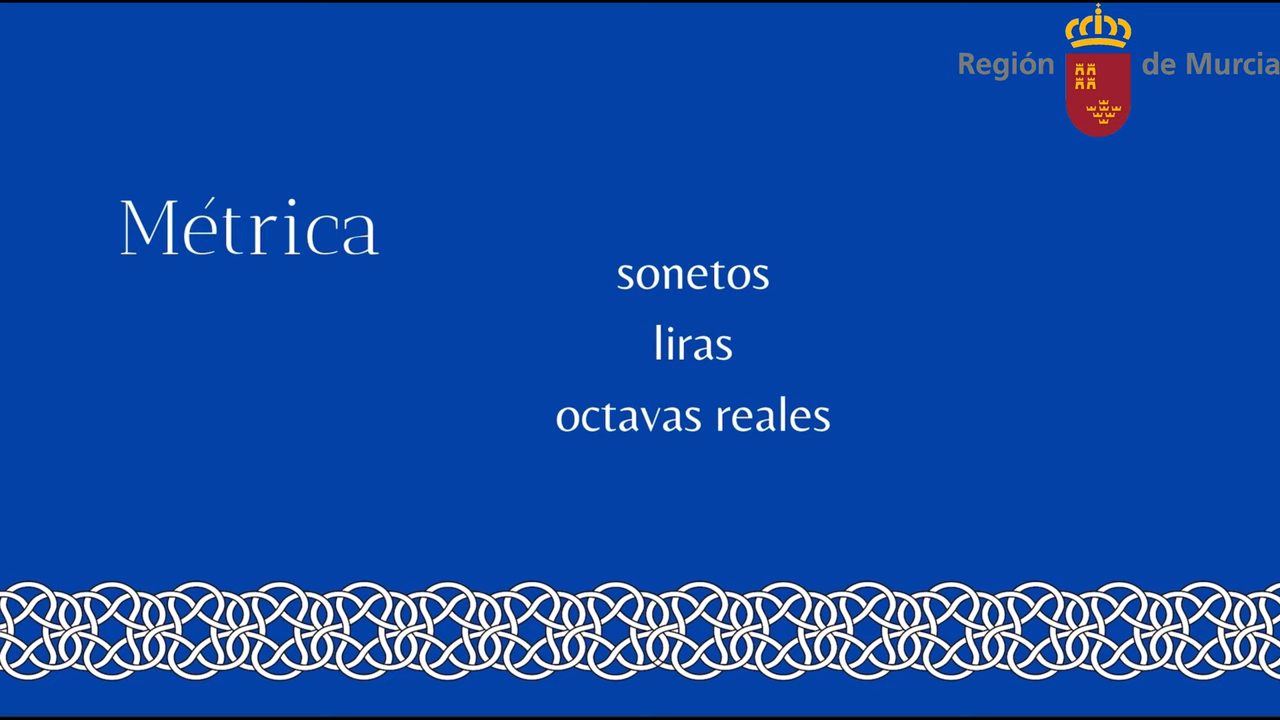 Región de Murcia
Métrica
sonetos
liras
octavas reales